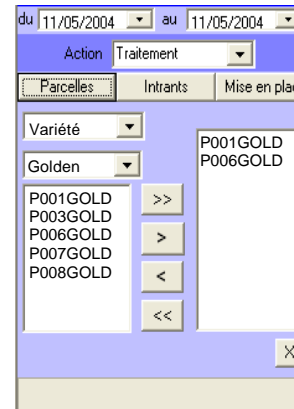 du 11/05/2004 au 11/05/2004
Action Traitement
Parcelles Intrants Mise en plac
Variété
Golden
P001GOLD
P003GOLD
P006GOLD
P007GOLD
P008GOLD
>>
>
<
<<
P001GOLD
P006GOLD
X